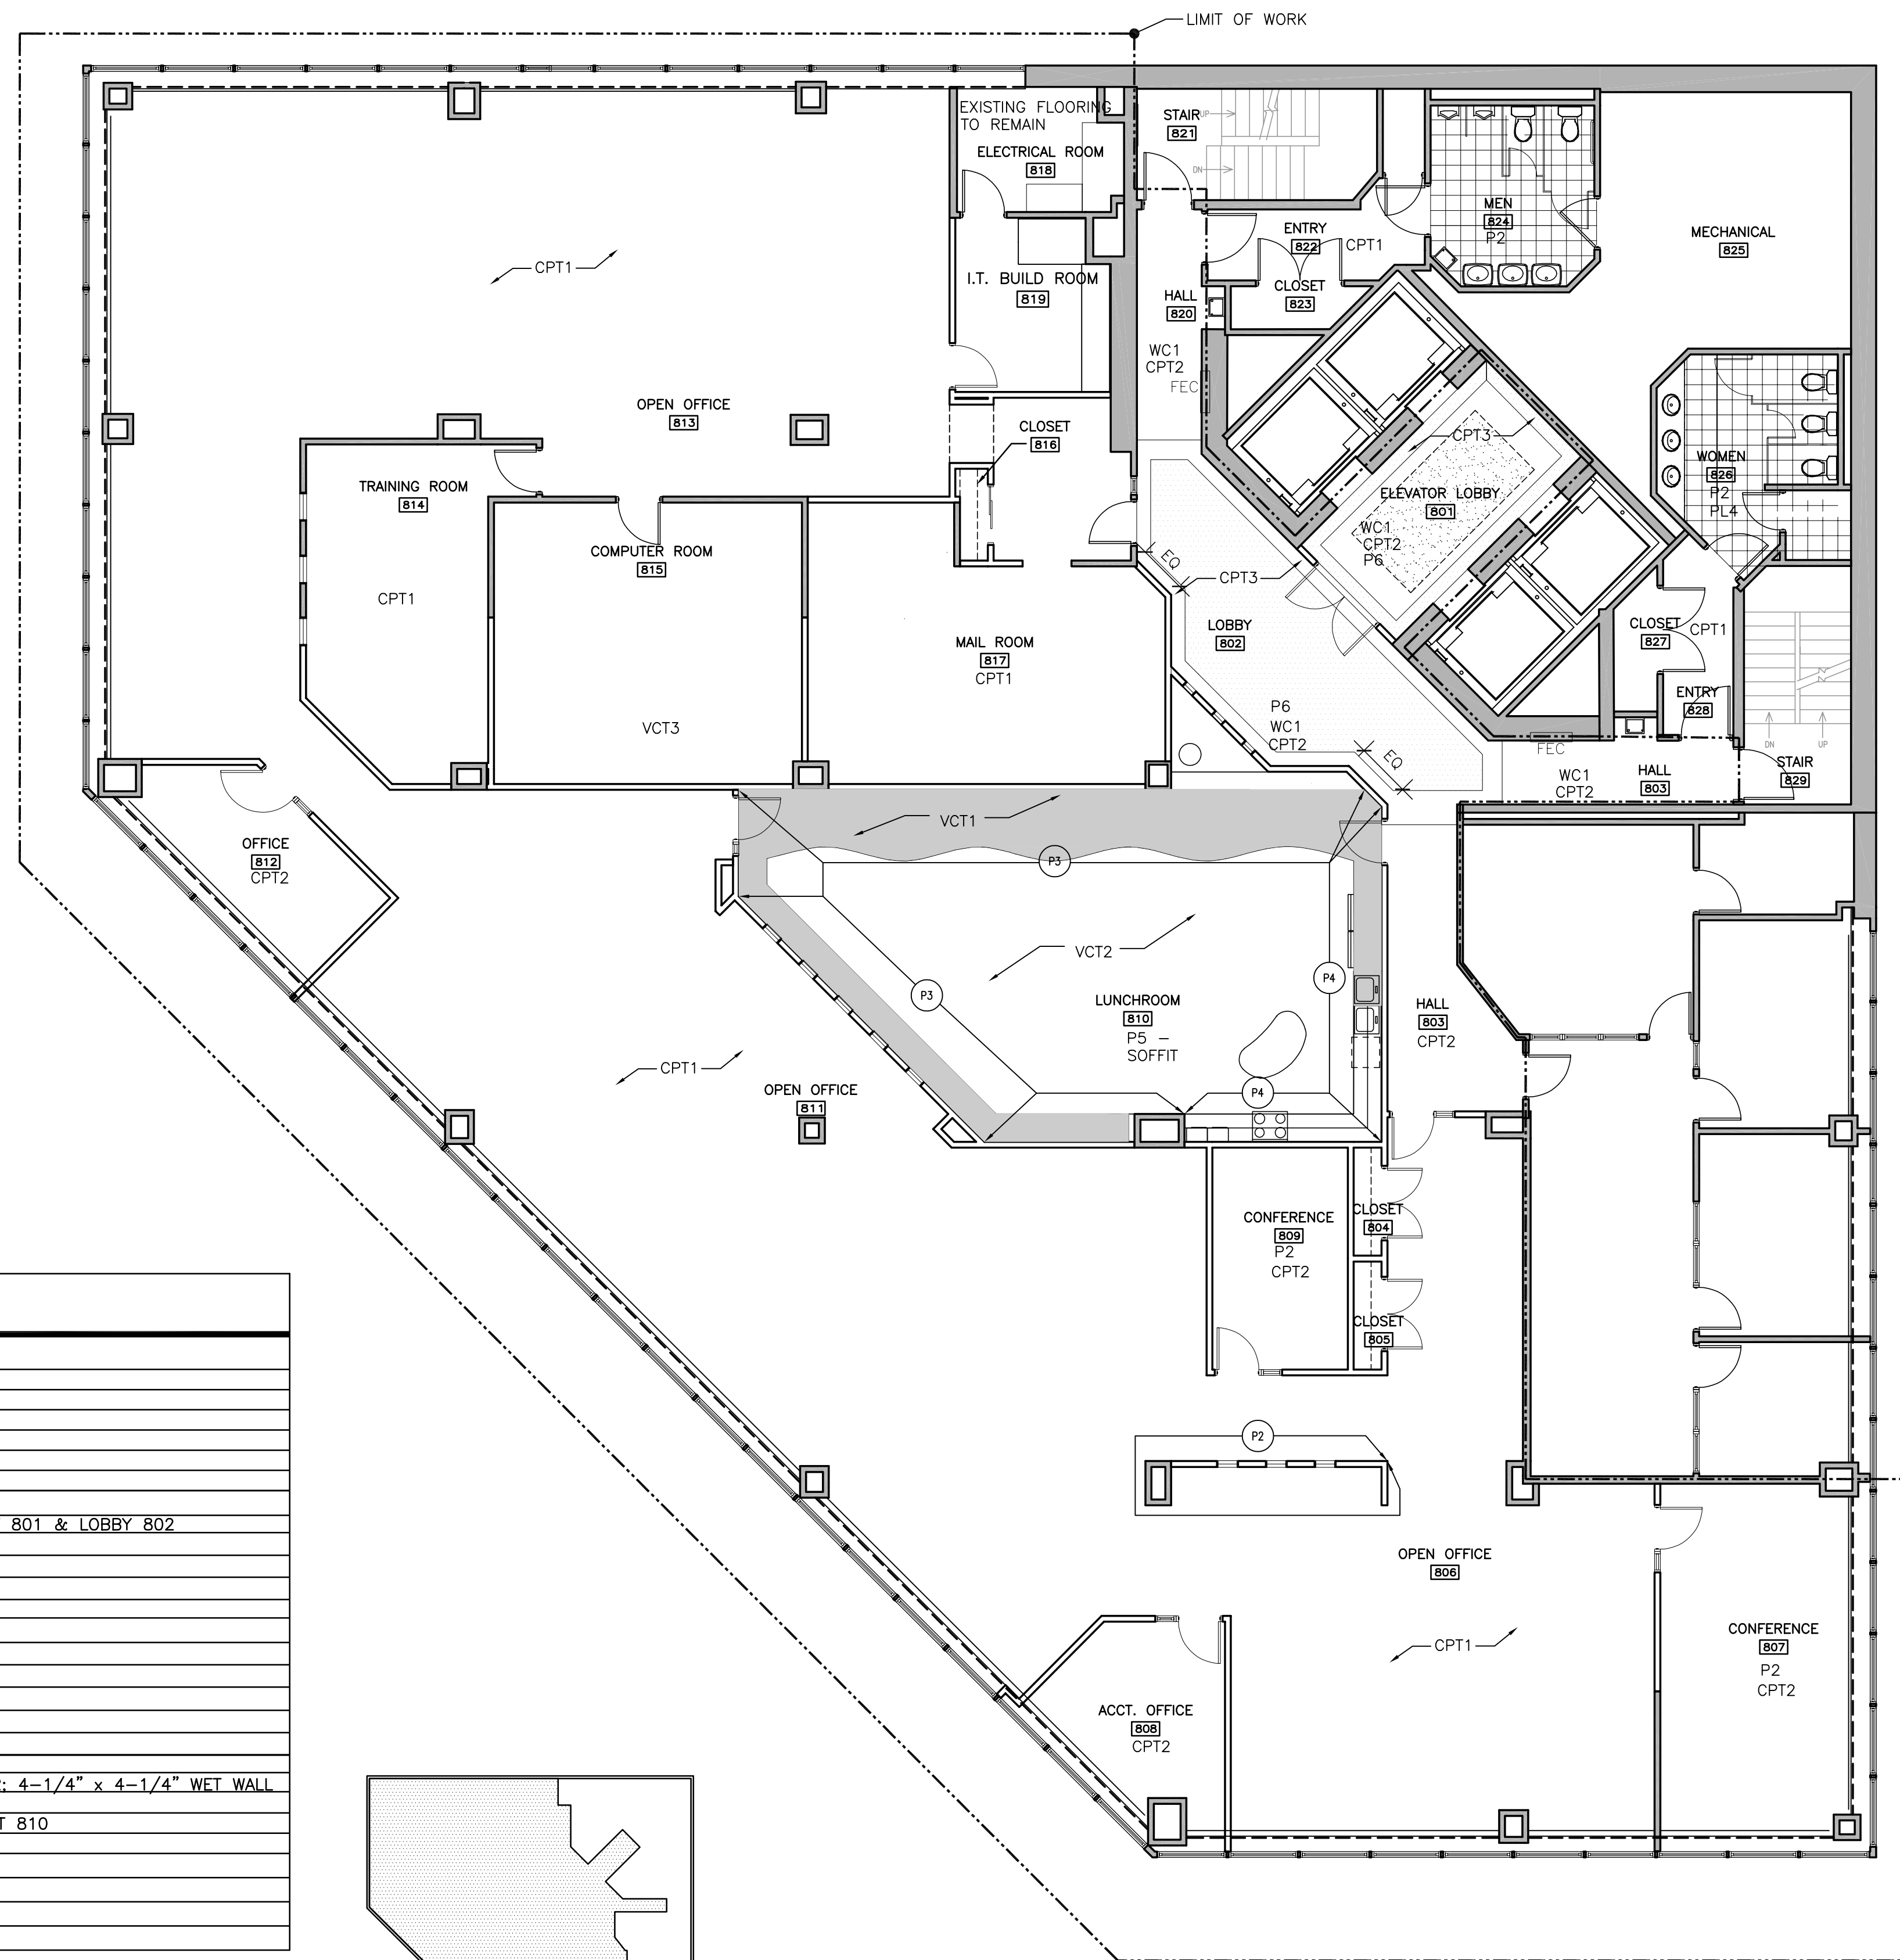 LIMIT OF WORK
EXISTING FLOORING
TO REMAIN
ELECTRICAL ROOM
818
STAIR
821
UP
DN
MEN
824
P2
MECHANICAL
825
ENTRY
822
CPT1
CLOSET
823
CPT1
I.T. BUILD ROOM
819
HALL
820
WC1
CPT2
FEC
OPEN OFFICE
813
CLOSET
816
CPT3
ELEVATOR LOBBY
801
WC1
CPT2
P6
WOMEN
826
P2
PL4
TRAINING ROOM
814
CPT1
COMPUTER ROOM
815
VCT3
MAIL ROOM
817
CPT1
EQ
CPT3
LOBBY
802
P6
WC1
CPT2
EQ
CLOSET
827
CPT1
ENTRY
828
FEC
DN
UP
WC1
CPT2
HALL
803
STAIR
829
OFFICE
812
CPT2
VCT1
P3
VCT2
P3
P4
LUNCHROOM
810
P5 –
SOFFIT
P4
HALL
803
CPT2
CPT1
OPEN OFFICE
811
CONFERENCE
809
P2
CPT2
CLOSET
804
CLOSET
805
P2
OPEN OFFICE
806
CPT1
CONFERENCE
807
P2
CPT2
ACCT. OFFICE
808
CPT2
801 & LOBBY 802
; 4–1/4" x 4–1/4" WET WALL
810